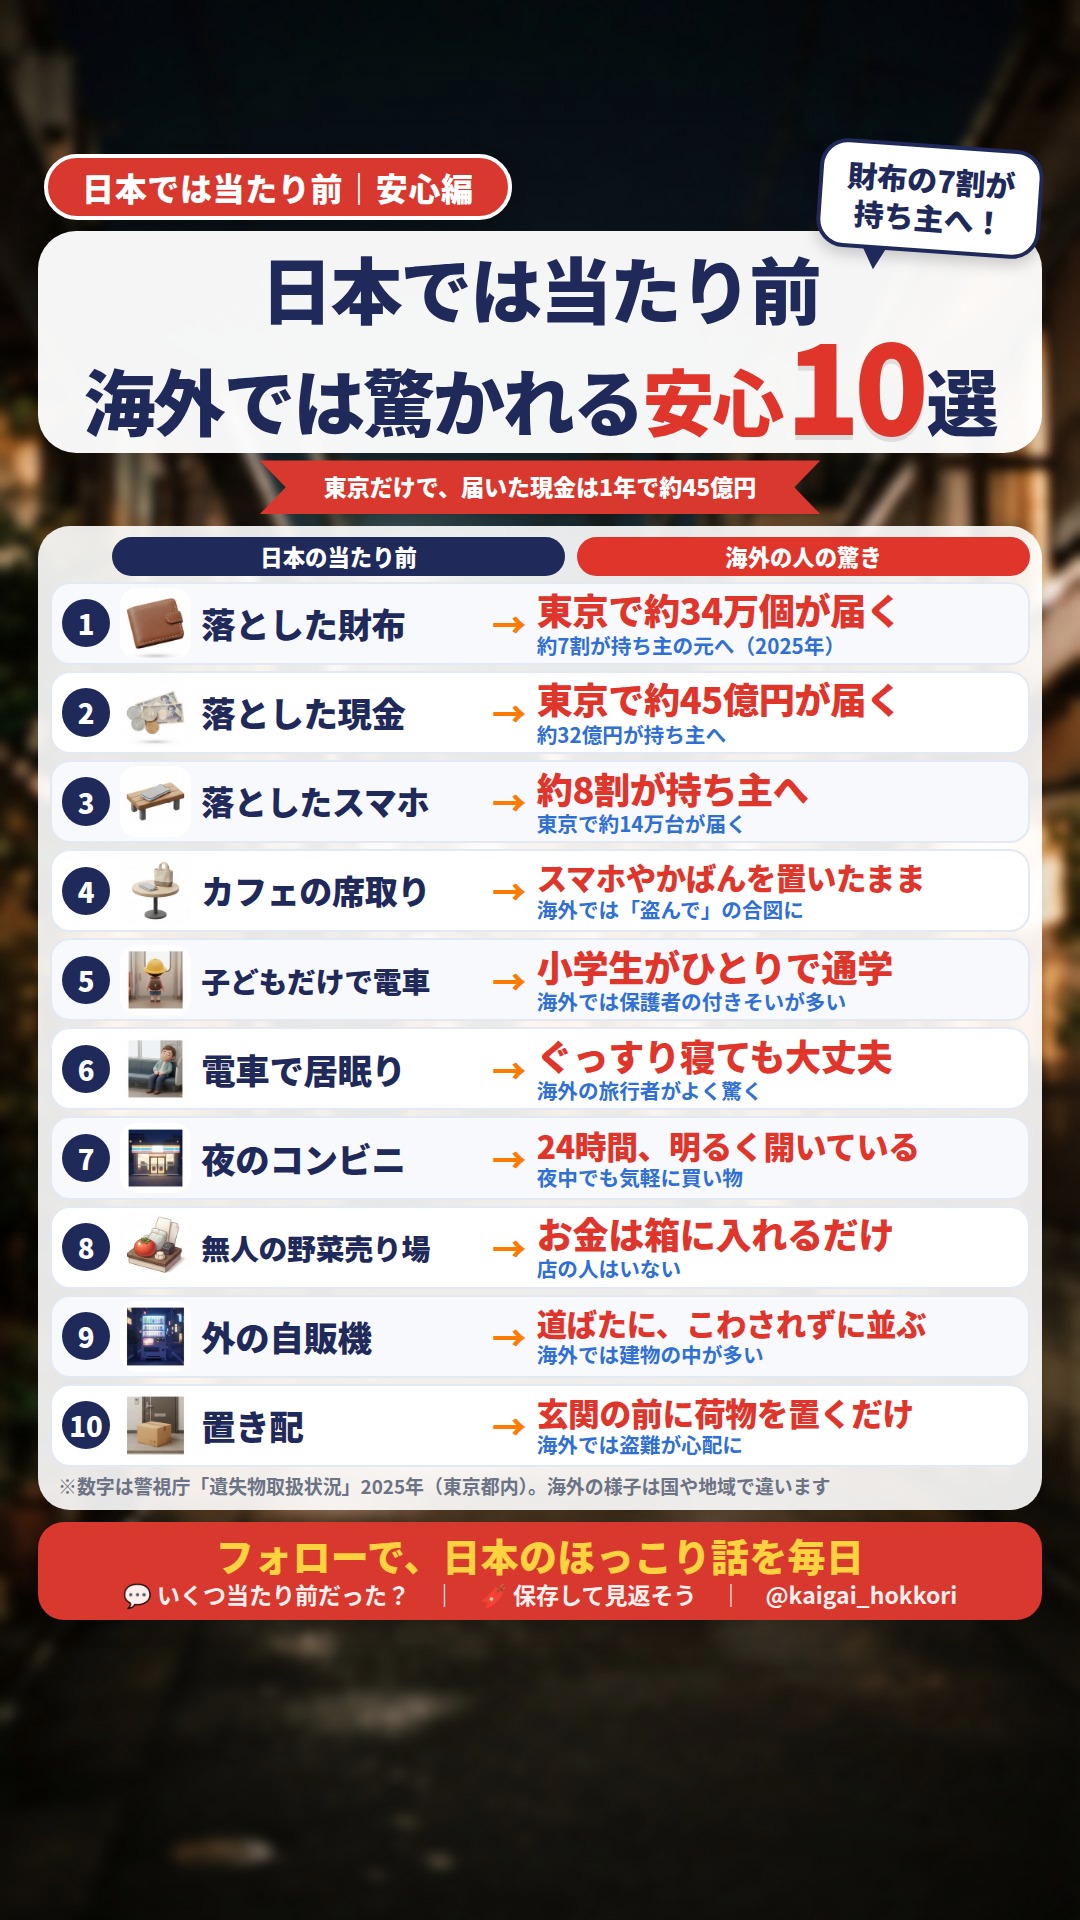 日本では当たり前｜安心編
財布の7割が
持ち主へ！
日本では当たり前
海外では驚かれる安心10選
東京だけで、届いた現金は1年で約45億円
日本の当たり前
海外の人の驚き
1 落とした財布 → 東京で約34万個が届く
約7割が持ち主の元へ（2025年）
2 落とした現金 → 東京で約45億円が届く
約32億円が持ち主へ
3 落としたスマホ → 約8割が持ち主へ
東京で約14万台が届く
4 カフェの席取り → スマホやかばんを置いたまま
海外では「盗んで」の合図に
5 子どもだけで電車 → 小学生がひとりで通学
海外では保護者の付きそいが多い
6 電車で居眠り → ぐっすり寝ても大丈夫
海外の旅行者がよく驚く
7 夜のコンビニ → 24時間、明るく開いている
夜中でも気軽に買い物
8 無人の野菜売り場 → お金は箱に入れるだけ
店の人はいない
9 外の自販機 → 道ばたに、こわされずに並ぶ
海外では建物の中が多い
10 置き配 → 玄関の前に荷物を置くだけ
海外では盗難が心配に
※数字は警視庁「遺失物取扱状況」2025年（東京都内）。海外の様子は国や地域で違います
フォローで、日本のほっこり話を毎日
💬 いくつ当たり前だった？ ｜ 🔖 保存して見返そう ｜ @kaigai_hokkori